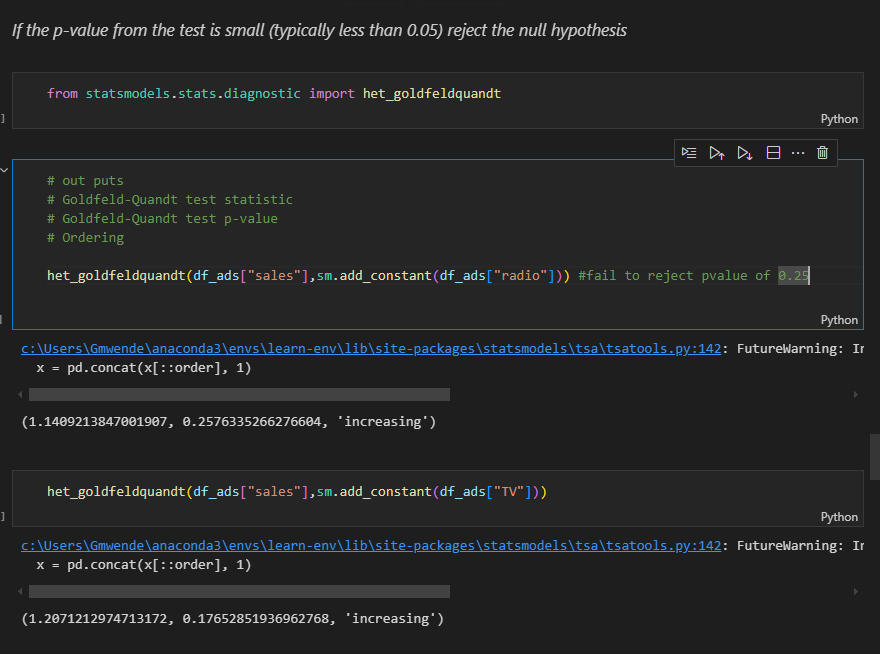 If the p-value from the test is small (typically less than 0.05) reject the null hypothesis
from statsmodels.stats.diagnostic import het_goldfeldquandt
]
Python
# out puts
# Goldfeld-Quandt test statistic
# Goldfeld-Quandt test p-value
# Ordering
het_goldfeldquandt(df_ads["sales"],sm.add_constant(df_ads["radio"])) #fail to reject pvalue of 0.25
Python
c:\Users\Gmwende\anaconda3\envs\learn-env\lib\site-packages\statsmodels\tsa\tsatools.py:142: FutureWarning: In
x = pd.concat(x[::order], 1)
(1.1409213847001907, 0.2576335266276604, 'increasing')
het_goldfeldquandt(df_ads["sales"],sm.add_constant(df_ads["TV"]))
]
Python
c:\Users\Gmwende\anaconda3\envs\learn-env\lib\site-packages\statsmodels\tsa\tsatools.py:142: FutureWarning: In
x = pd.concat(x[::order], 1)
(1.2071212974713172, 0.17652851936962768, 'increasing')